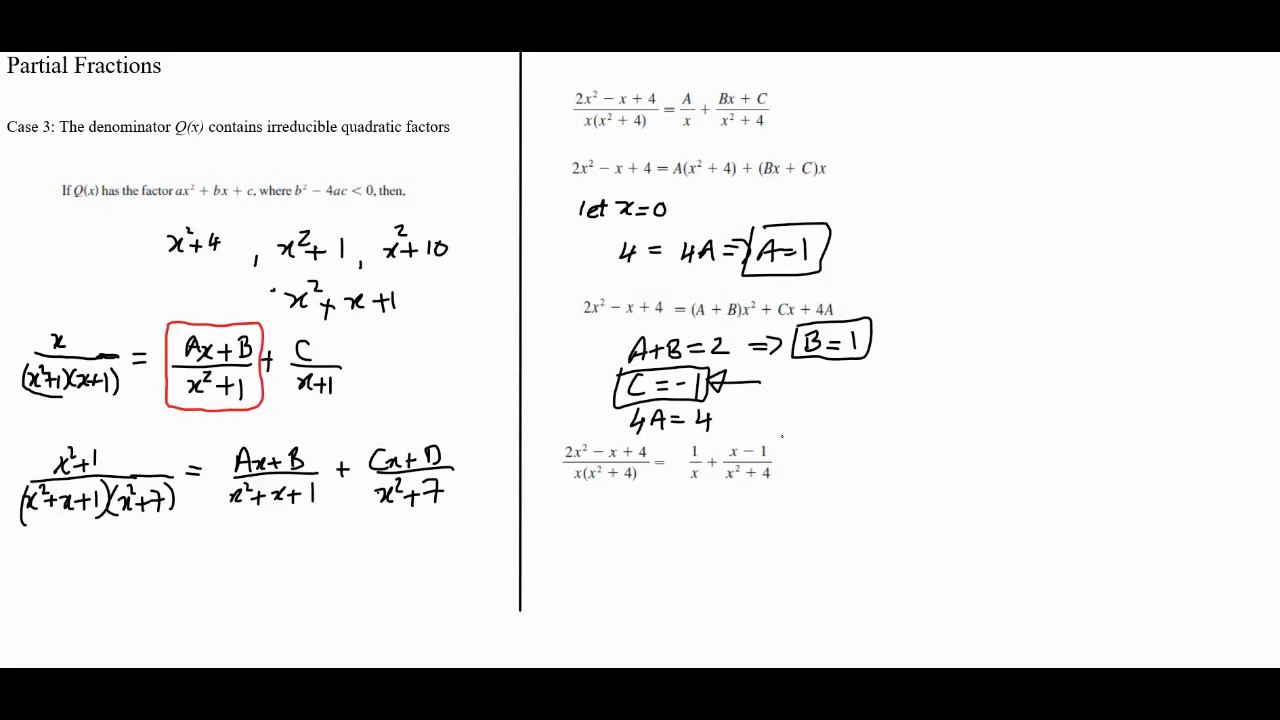 Partial Fractions
Case 3: The denominator Q(x) contains irreducible quadratic factors
If Q(x) has the factor ax² + bx + c, where b² − 4ac < 0, then,
x²+4 , x²+1 , x²+10
· x²+x+1
x/((x²+1)(x+1)) = (Ax+B)/(x²+1) + C/(x+1)
(x²+1)/((x²+x+1)(x²+7)) = (Ax+B)/(x²+x+1) + (Cx+D)/(x²+7)
(2x² − x + 4)/(x(x² + 4)) = A/x + (Bx + C)/(x² + 4)
2x² − x + 4 = A(x² + 4) + (Bx + C)x
let x=0
4 = 4A => A=1
2x² − x + 4 = (A + B)x² + Cx + 4A
A+B=2 => B=1
C=-1
4A=4
(2x² − x + 4)/(x(x² + 4)) = 1/x + (x − 1)/(x² + 4)